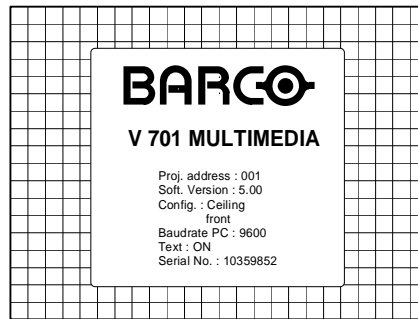 BARCO
V 701 MULTIMEDIA
Proj. address : 001
Soft. Version : 5.00
Config. : Ceiling
front
Baudrate PC : 9600
Text : ON
Serial No. : 10359852